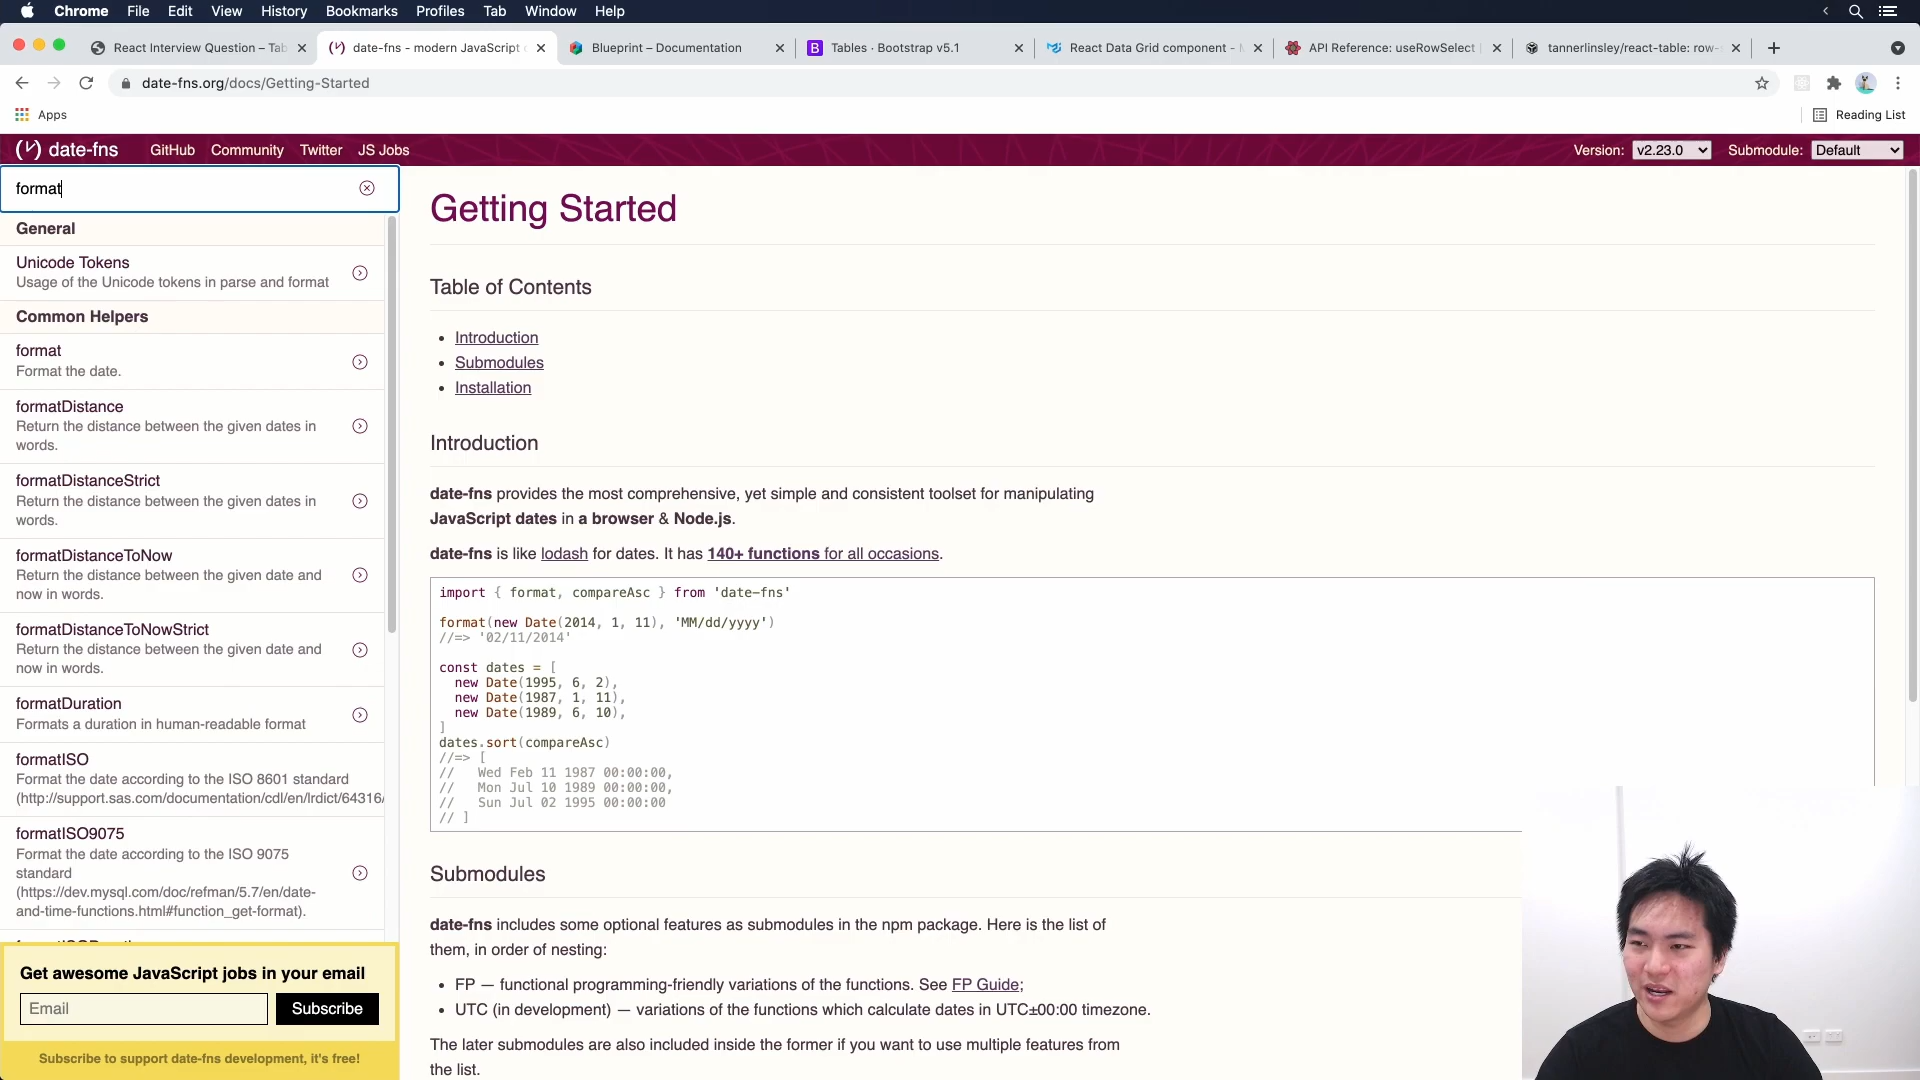 Chrome File Edit View History Bookmarks Profiles Tab Window Help
React Interview Question – Tab
date-fns - modern JavaScript
Blueprint – Documentation
Tables · Bootstrap v5.1
React Data Grid component -
API Reference: useRowSelect
tannerlinsley/react-table: row-
date-fns.org/docs/Getting-Started
Apps
Reading List
date-fns GitHub Community Twitter JS Jobs
Version: v2.23.0 Submodule: Default
format
General
Unicode Tokens
Usage of the Unicode tokens in parse and format
Common Helpers
format
Format the date.
formatDistance
Return the distance between the given dates in
words.
formatDistanceStrict
Return the distance between the given dates in
words.
formatDistanceToNow
Return the distance between the given date and
now in words.
formatDistanceToNowStrict
Return the distance between the given date and
now in words.
formatDuration
Formats a duration in human-readable format
formatISO
Format the date according to the ISO 8601 standard
(http://support.sas.com/documentation/cdl/en/lrdict/64316/
formatISO9075
Format the date according to the ISO 9075
standard
(https://dev.mysql.com/doc/refman/5.7/en/date-
and-time-functions.html#function_get-format).
Get awesome JavaScript jobs in your email
Email
Subscribe
Subscribe to support date-fns development, it's free!
Getting Started
Table of Contents
• Introduction
• Submodules
• Installation
Introduction
date-fns provides the most comprehensive, yet simple and consistent toolset for manipulating
JavaScript dates in a browser & Node.js.
date-fns is like lodash for dates. It has 140+ functions for all occasions.
import { format, compareAsc } from 'date-fns'
format(new Date(2014, 1, 11), 'MM/dd/yyyy')
//=> '02/11/2014'
const dates = [
new Date(1995, 6, 2),
new Date(1987, 1, 11),
new Date(1989, 6, 10),
]
dates.sort(compareAsc)
//=> [
// Wed Feb 11 1987 00:00:00,
// Mon Jul 10 1989 00:00:00,
// Sun Jul 02 1995 00:00:00
// ]
Submodules
date-fns includes some optional features as submodules in the npm package. Here is the list of
them, in order of nesting:
• FP — functional programming-friendly variations of the functions. See FP Guide;
• UTC (in development) — variations of the functions which calculate dates in UTC±00:00 timezone.
The later submodules are also included inside the former if you want to use multiple features from
the list.